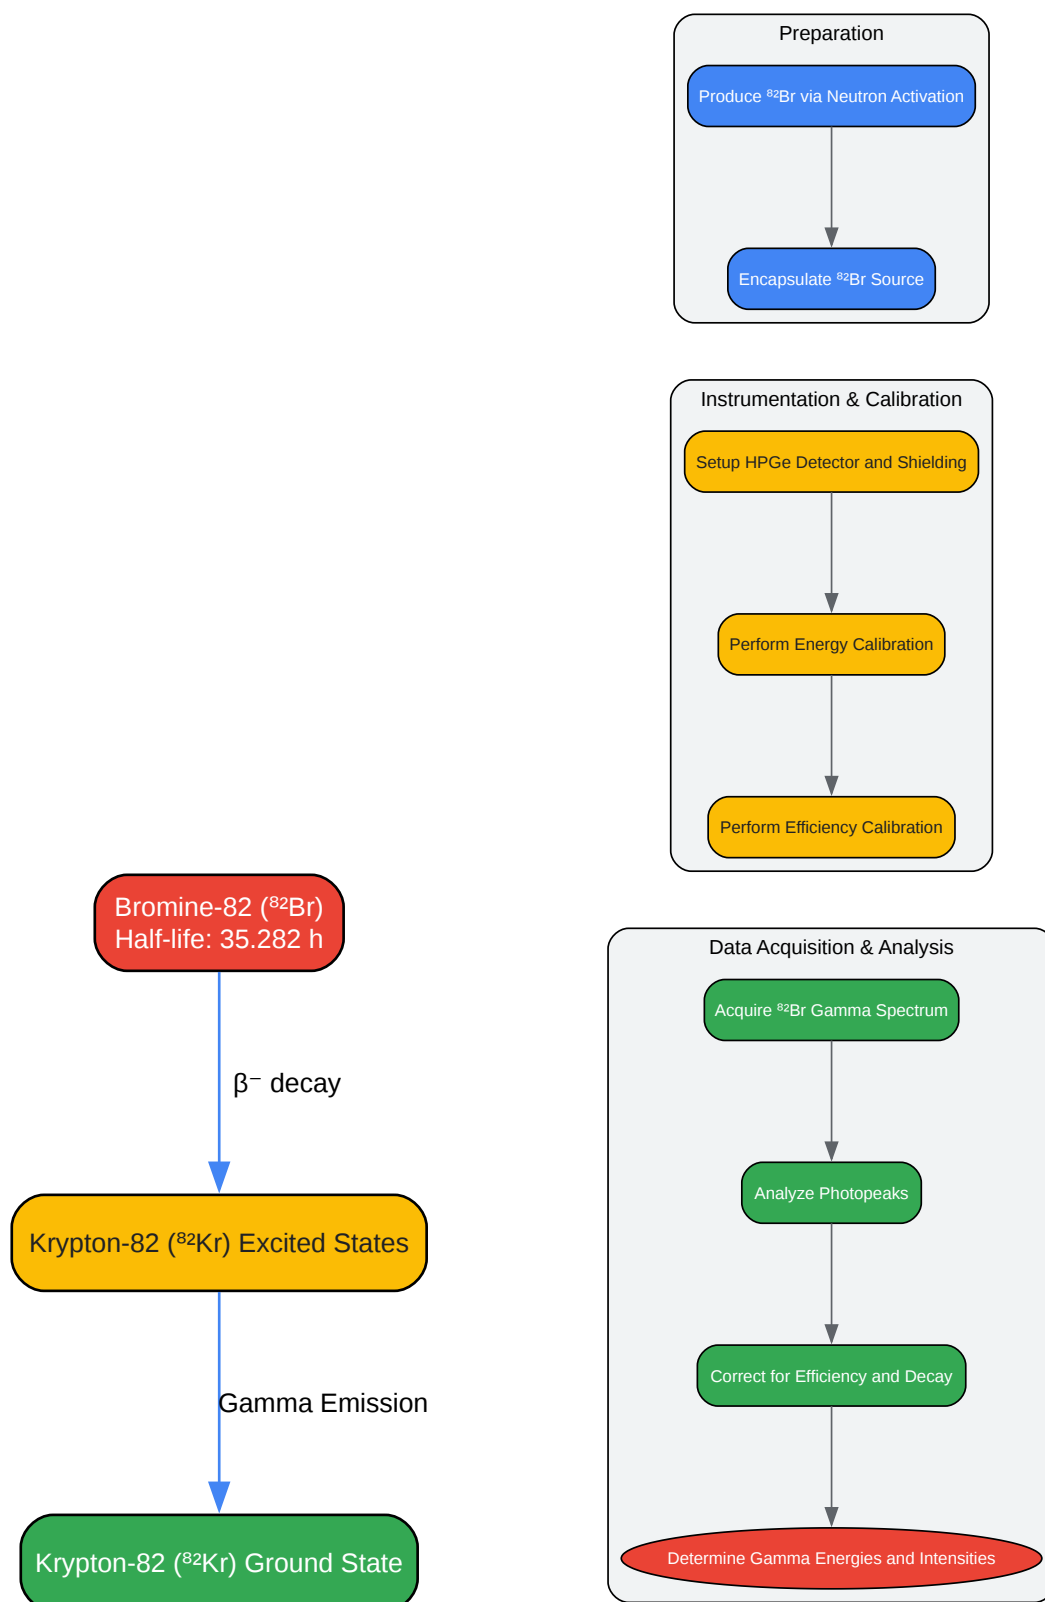 Preparation
Produce ⁸²Br via Neutron Activation
Encapsulate ⁸²Br Source
Instrumentation & Calibration
Setup HPGe Detector and Shielding
Perform Energy Calibration
Perform Efficiency Calibration
Bromine-82 (⁸²Br)
Half-life: 35.282 h
β⁻ decay
Krypton-82 (⁸²Kr) Excited States
Gamma Emission
Krypton-82 (⁸²Kr) Ground State
Data Acquisition & Analysis
Acquire ⁸²Br Gamma Spectrum
Analyze Photopeaks
Correct for Efficiency and Decay
Determine Gamma Energies and Intensities